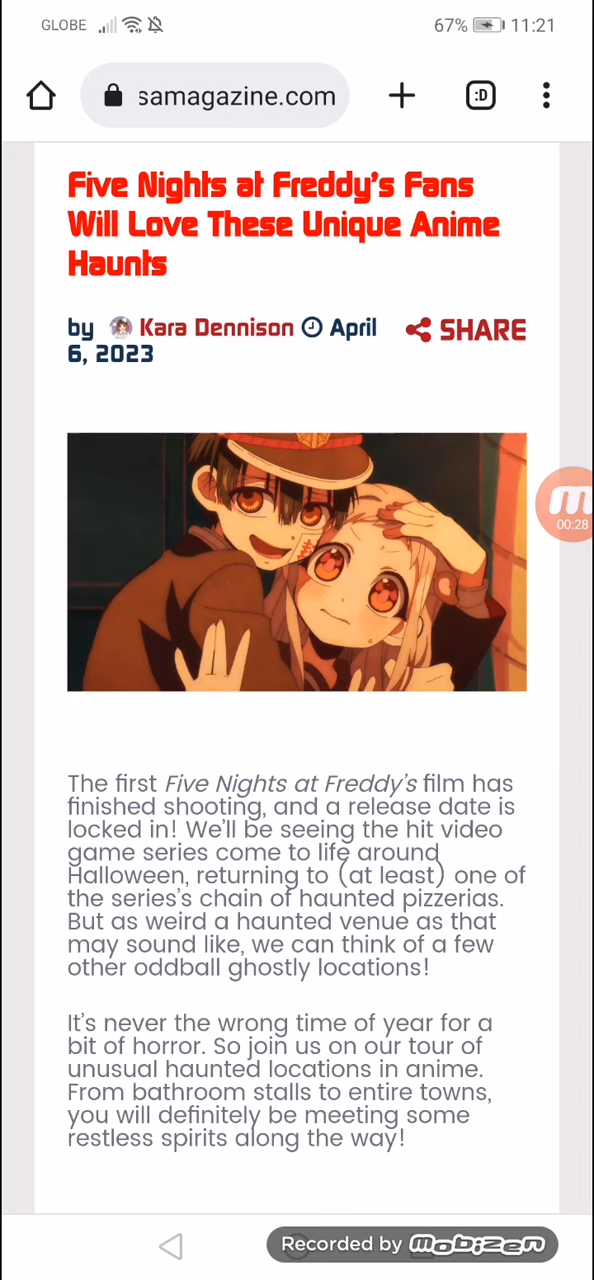 GLOBE 67% 11:21
samagazine.com :D
Five Nights at Freddy's Fans
Will Love These Unique Anime
Haunts
by Kara Dennison April
6, 2023
SHARE
00:28
The first Five Nights at Freddy's film has
finished shooting, and a release date is
locked in! We'll be seeing the hit video
game series come to life around
Halloween, returning to (at least) one of
the series's chain of haunted pizzerias.
But as weird a haunted venue as that
may sound like, we can think of a few
other oddball ghostly locations!
It's never the wrong time of year for a
bit of horror. So join us on our tour of
unusual haunted locations in anime.
From bathroom stalls to entire towns,
you will definitely be meeting some
restless spirits along the way!
Recorded by mobizen